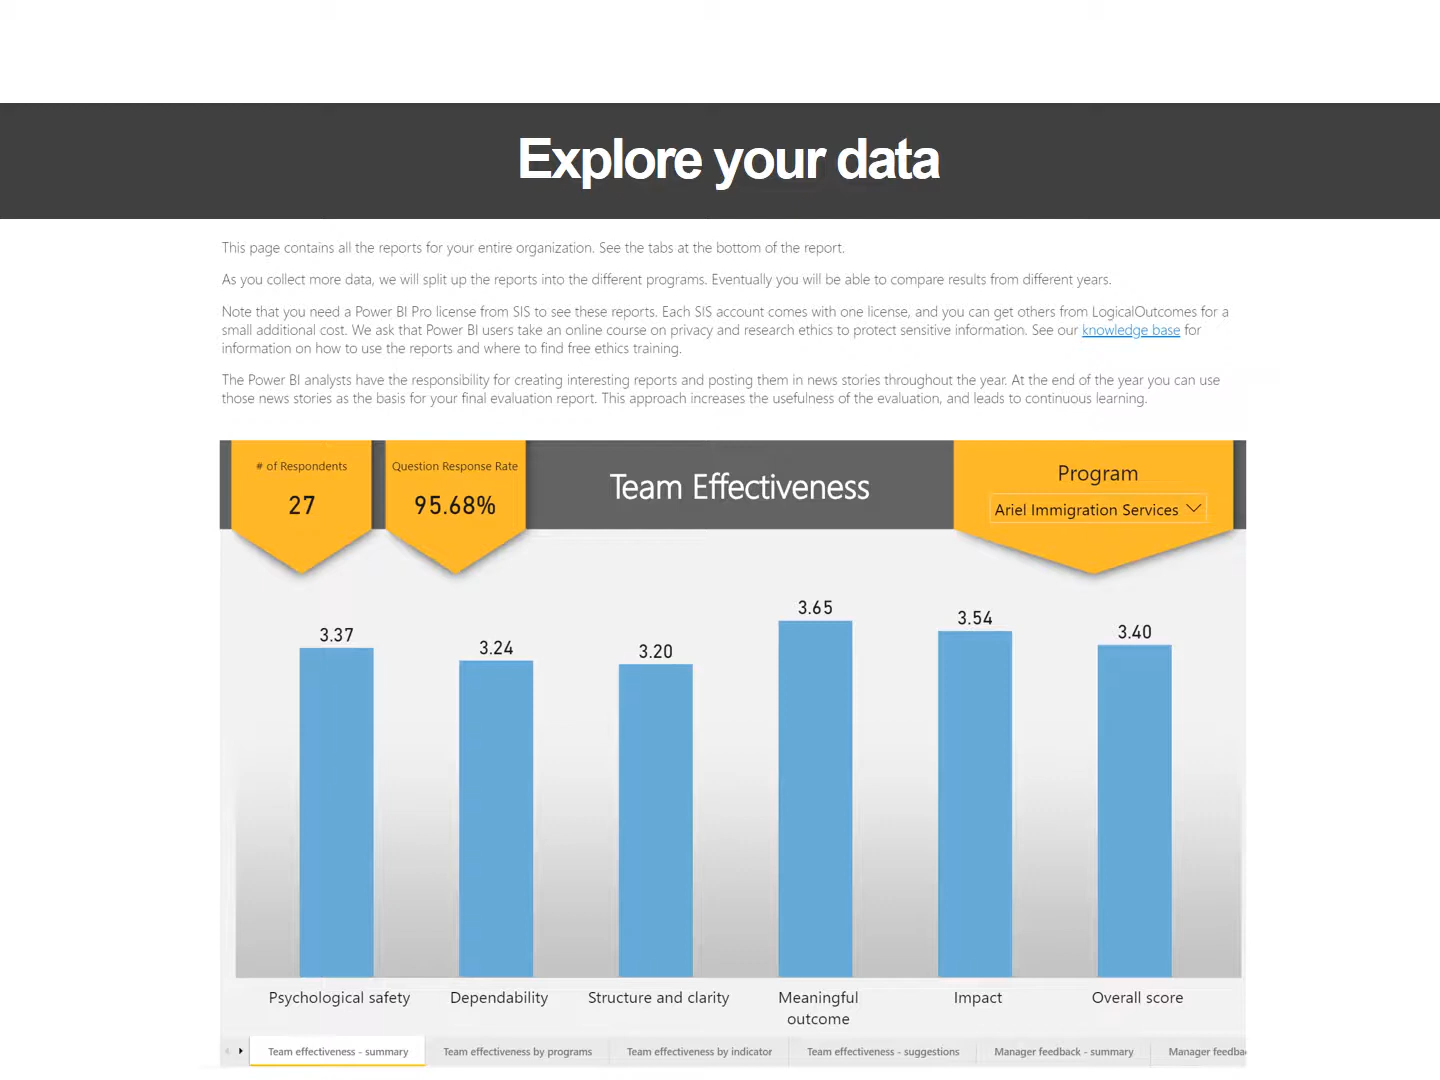 Explore your data
This page contains all the reports for your entire organization. See the tabs at the bottom of the report.
As you collect more data, we will split up the reports into the different programs. Eventually you will be able to compare results from different years.
Note that you need a Power BI Pro license from SIS to see these reports. Each SIS account comes with one license, and you can get others from LogicalOutcomes for a
small additional cost. We ask that Power BI users take an online course on privacy and research ethics to protect sensitive information. See our knowledge base for
information on how to use the reports and where to find free ethics training.
The Power BI analysts have the responsibility for creating interesting reports and posting them in news stories throughout the year. At the end of the year you can use
those news stories as the basis for your final evaluation report. This approach increases the usefulness of the evaluation, and leads to continuous learning.
# of Respondents
27
Question Response Rate
95.68%
Team Effectiveness
Program
Ariel Immigration Services
3.37
3.24
3.20
3.65
3.54
3.40
Psychological safety
Dependability
Structure and clarity
Meaningful
outcome
Impact
Overall score
Team effectiveness - summary
Team effectiveness by programs
Team effectiveness by indicator
Team effectiveness - suggestions
Manager feedback - summary
Manager feedba